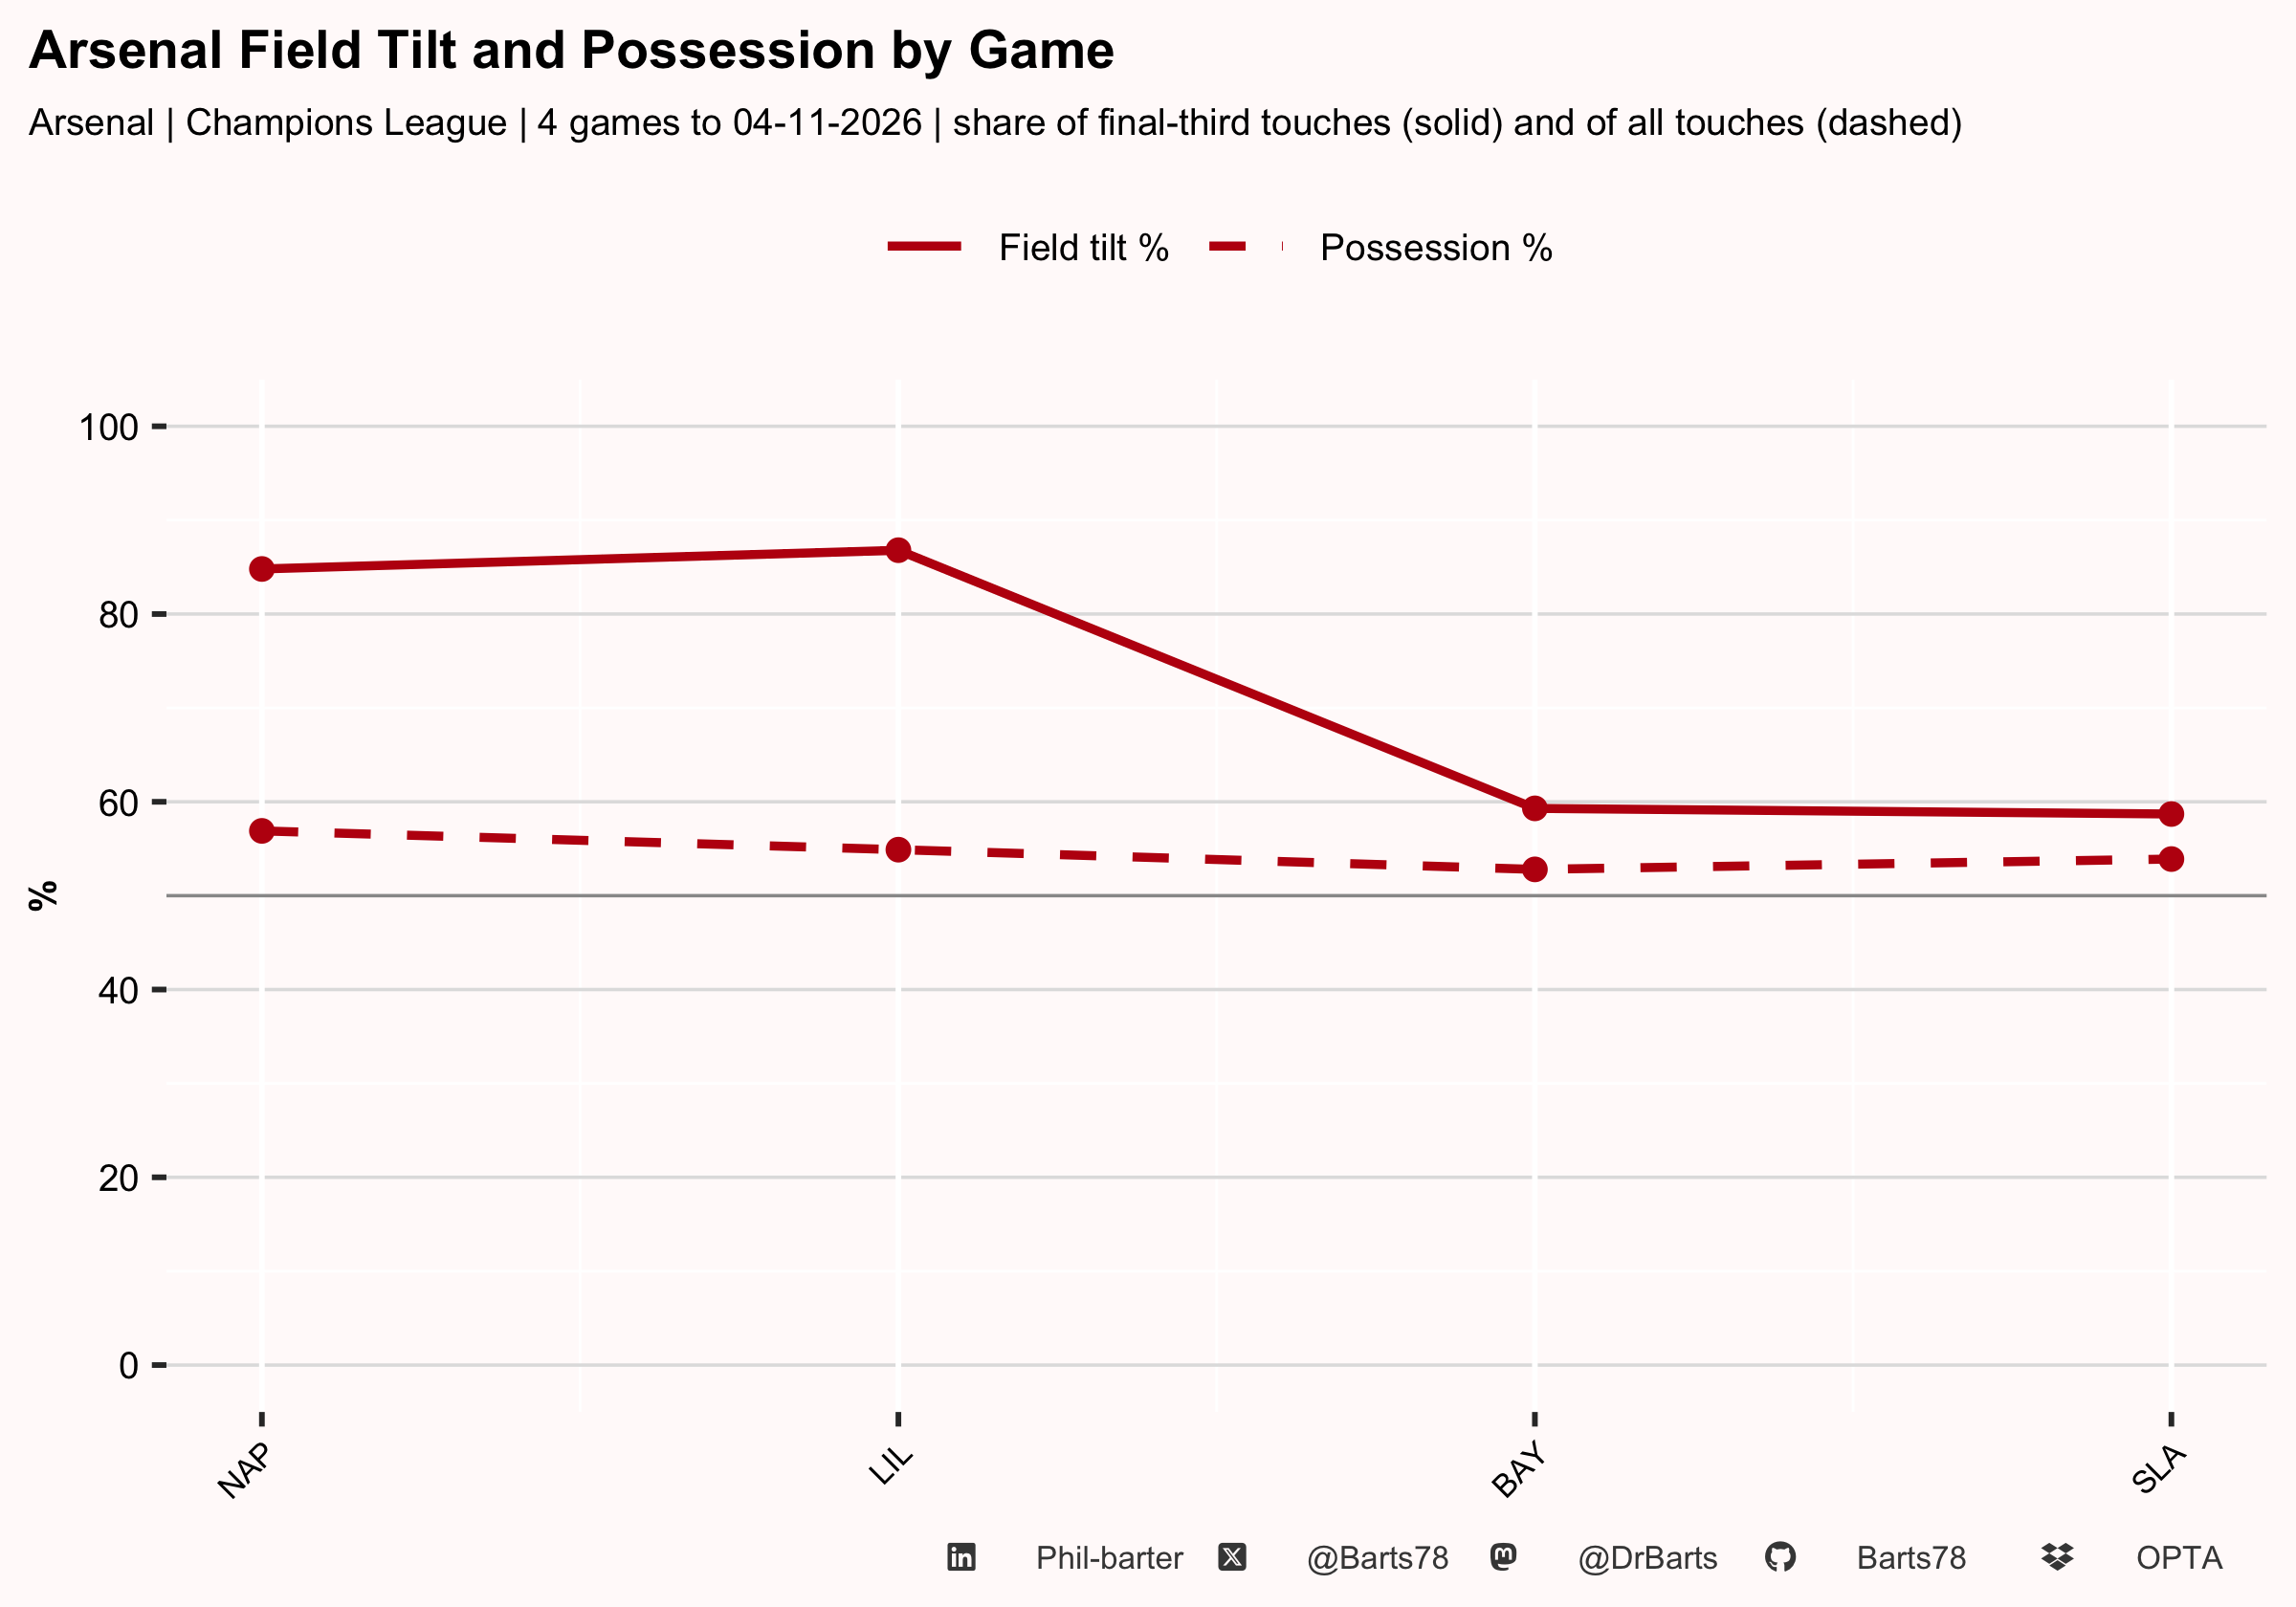 Arsenal Field Tilt and Possession by Game
Arsenal | Champions League | 4 games to 04-11-2026 | share of final-third touches (solid) and of all touches (dashed)
Field tilt % Possession %
100
80
60
%
40
20
0
NAP LIL BAY SLA
Phil-barter @Barts78 @DrBarts Barts78 OPTA